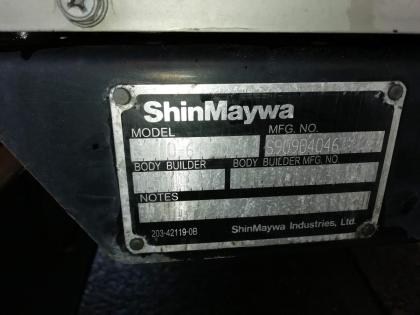 ShinMaywa
MODEL MFG. NO.
BODY BUILDER BODY BUILDER MFG. NO.
NOTES
203-42119-0B ShinMaywa Industries, Ltd.